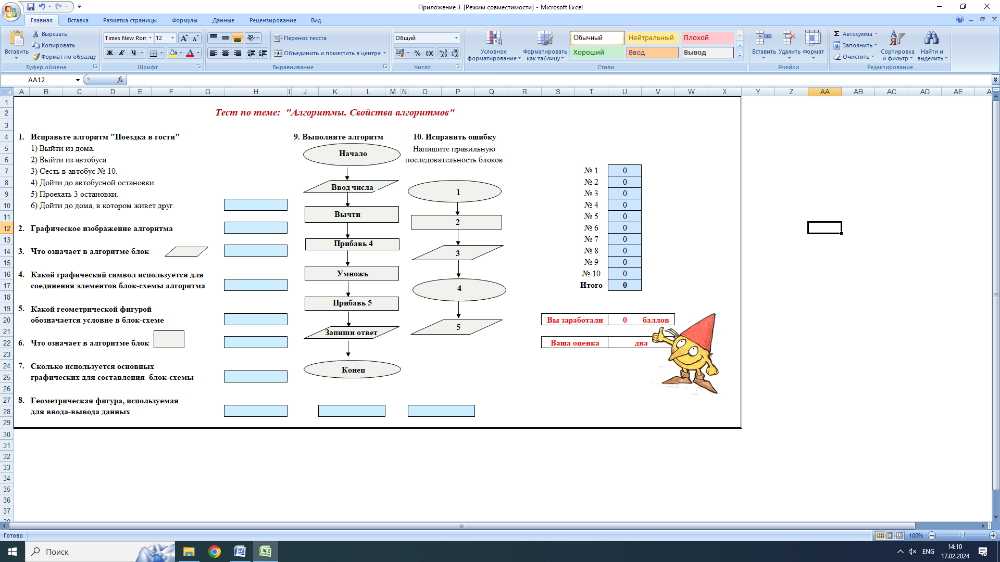 Приложение 3  [Режим совместимости] - Microsoft Excel
Главная
Вставка
Разметка страницы
Формулы
Данные
Рецензирование
Вид
Вставить
Вырезать
Копировать
Формат по образцу
Буфер обмена
Times New Ron
12
Ж К Ч
Шрифт
Перенос текста
Объединить и поместить в центре
Выравнивание
Общий
% 000
Число
Условное форматирование
Форматировать как таблицу
Обычный
Нейтральный
Плохой
Хороший
Ввод
Вывод
Стили
Вставить
Удалить
Формат
Ячейки
Автосумма
Заполнить
Очистить
Сортировка и фильтр
Найти и выделить
Редактирование
AA12
fx
A B C D E F G H I J K L M N O P Q R S T U V W X Y Z AA AB AC AD AE
1
2
3
4
5
6
7
8
9
10
11
12
13
14
15
16
17
18
19
20
21
22
23
24
25
26
27
28
29
30
31
32
33
34
35
36
37
38
Тест по теме:  "Алгоритмы. Свойства алгоритмов"
1. Исправьте алгоритм "Поездка в гости"
1) Выйти из дома.
2) Выйти из автобуса.
3) Сесть в автобус № 10.
4) Дойти до автобусной остановки.
5) Проехать 3 остановки.
6) Дойти до дома, в котором живет друг.
2. Графическое изображение алгоритма
3. Что означает в алгоритме блок
4. Какой графический символ используется для
соединения элементов блок-схемы алгоритма
5. Какой геометрической фигурой
обозначается условие в блок-схеме
6. Что означает в алгоритме блок
7. Сколько используется основных
графических для составления  блок-схемы
8. Геометрическая фигура, используемая
для ввода-вывода данных
9. Выполните алгоритм
Начало
Ввод числа
Вычти
Прибавь 4
Умножь
Прибавь 5
Запиши ответ
Конец
10. Исправить ошибку
Напишите правильную
последовательность блоков
1
2
3
4
5
№ 1 0
№ 2 0
№ 3 0
№ 4 0
№ 5 0
№ 6 0
№ 7 0
№ 8 0
№ 9 0
№ 10 0
Итого 0
Вы заработали 0 баллов
Ваша оценка два
Готово
100%
Поиск
ENG
14:10
17.02.2024